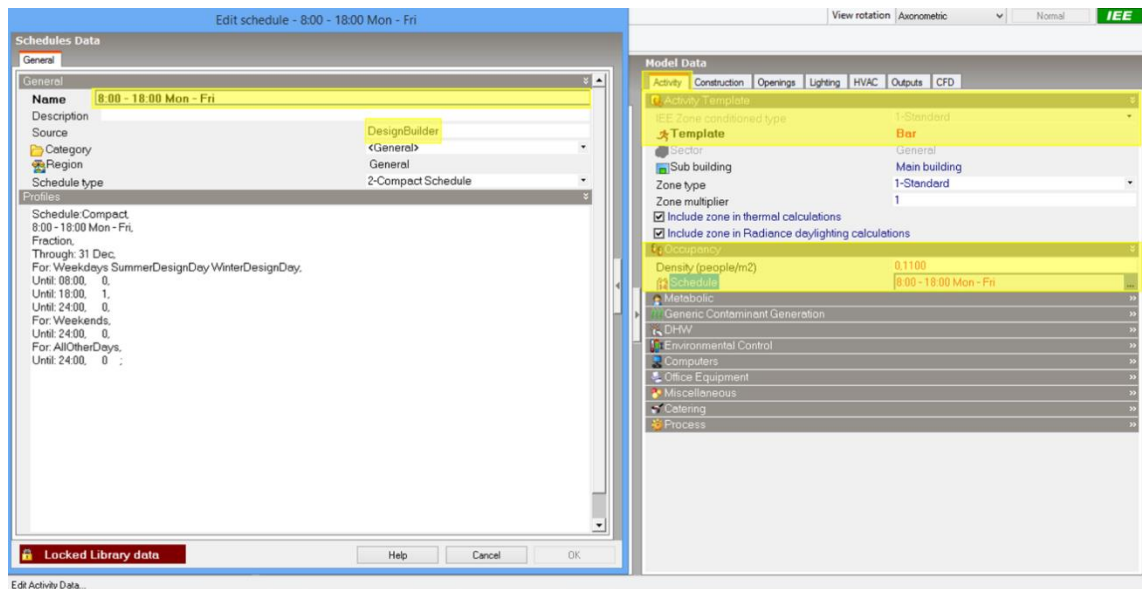 Edit schedule - 8:00 - 18:00 Mon - Fri
Schedules Data
General
General
Name 8:00 - 18:00 Mon - Fri
Description
Source DesignBuilder
Category <General>
Region General
Schedule type 2-Compact Schedule
Profiles
Schedule:Compact,
8:00 - 18:00 Mon - Fri,
Fraction,
Through: 31 Dec,
For: Weekdays SummerDesignDay WinterDesignDay,
Until: 08:00, 0,
Until: 18:00, 1,
Until: 24:00, 0,
For: Weekends,
Until: 24:00, 0,
For: AllOtherDays,
Until: 24:00, 0 ;
Locked Library data Help Cancel OK
Edit Activity Data...
View rotation Axonometric Normal IEE
Model Data
Activity Construction Openings Lighting HVAC Outputs CFD
Activity Template
IEE Zone conditioned type 1-Standard
Template Bar
Sector General
Sub building Main building
Zone type 1-Standard
Zone multiplier 1
Include zone in thermal calculations
Include zone in Radiance daylighting calculations
Occupancy
Density (people/m2) 0,1100
Schedule 8:00 - 18:00 Mon - Fri ...
Metabolic
Generic Contaminant Generation
DHW
Environmental Control
Computers
Office Equipment
Miscellaneous
Catering
Process